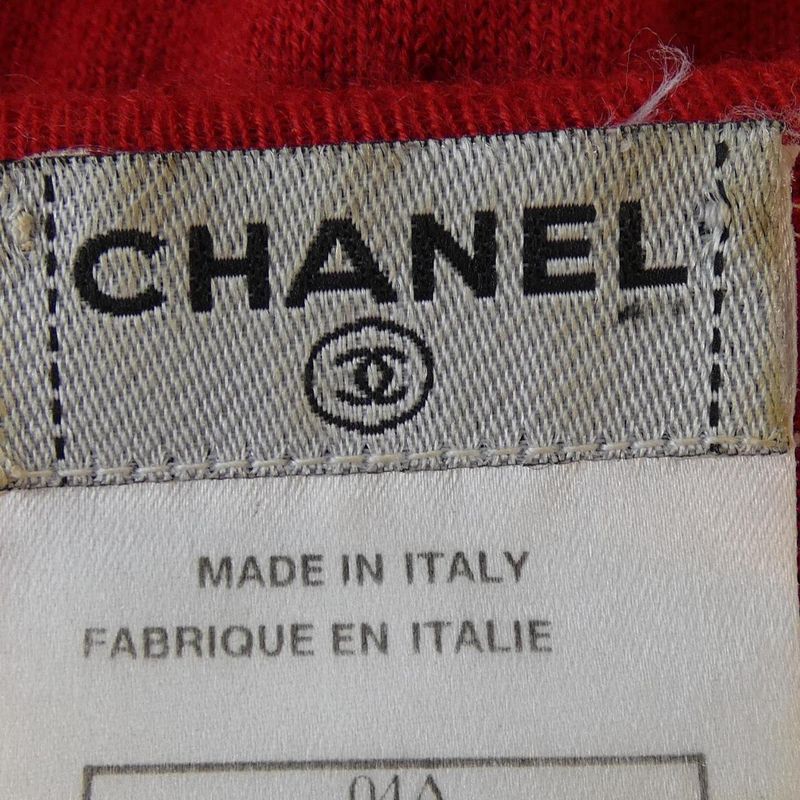 CHANEL
MADE IN ITALY
FABRIQUE EN ITALIE
04A